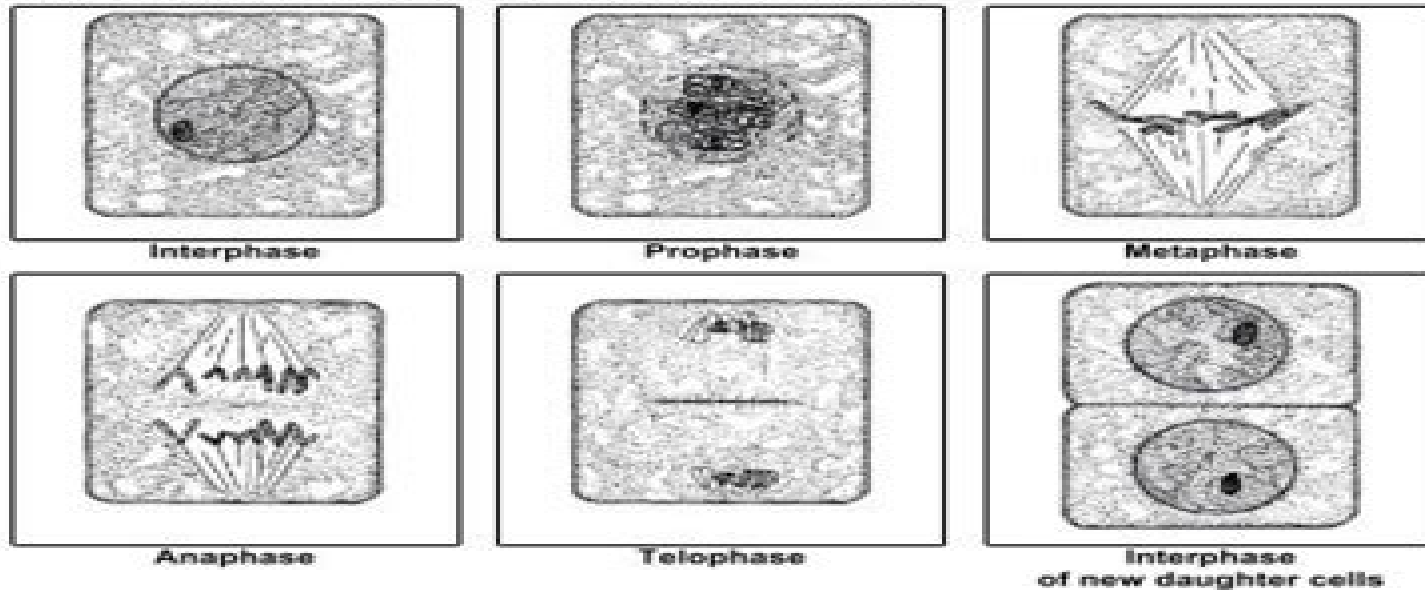 Interphase
Prophase
Metaphase
Anaphase
Telophase
Interphase
of new daughter cells